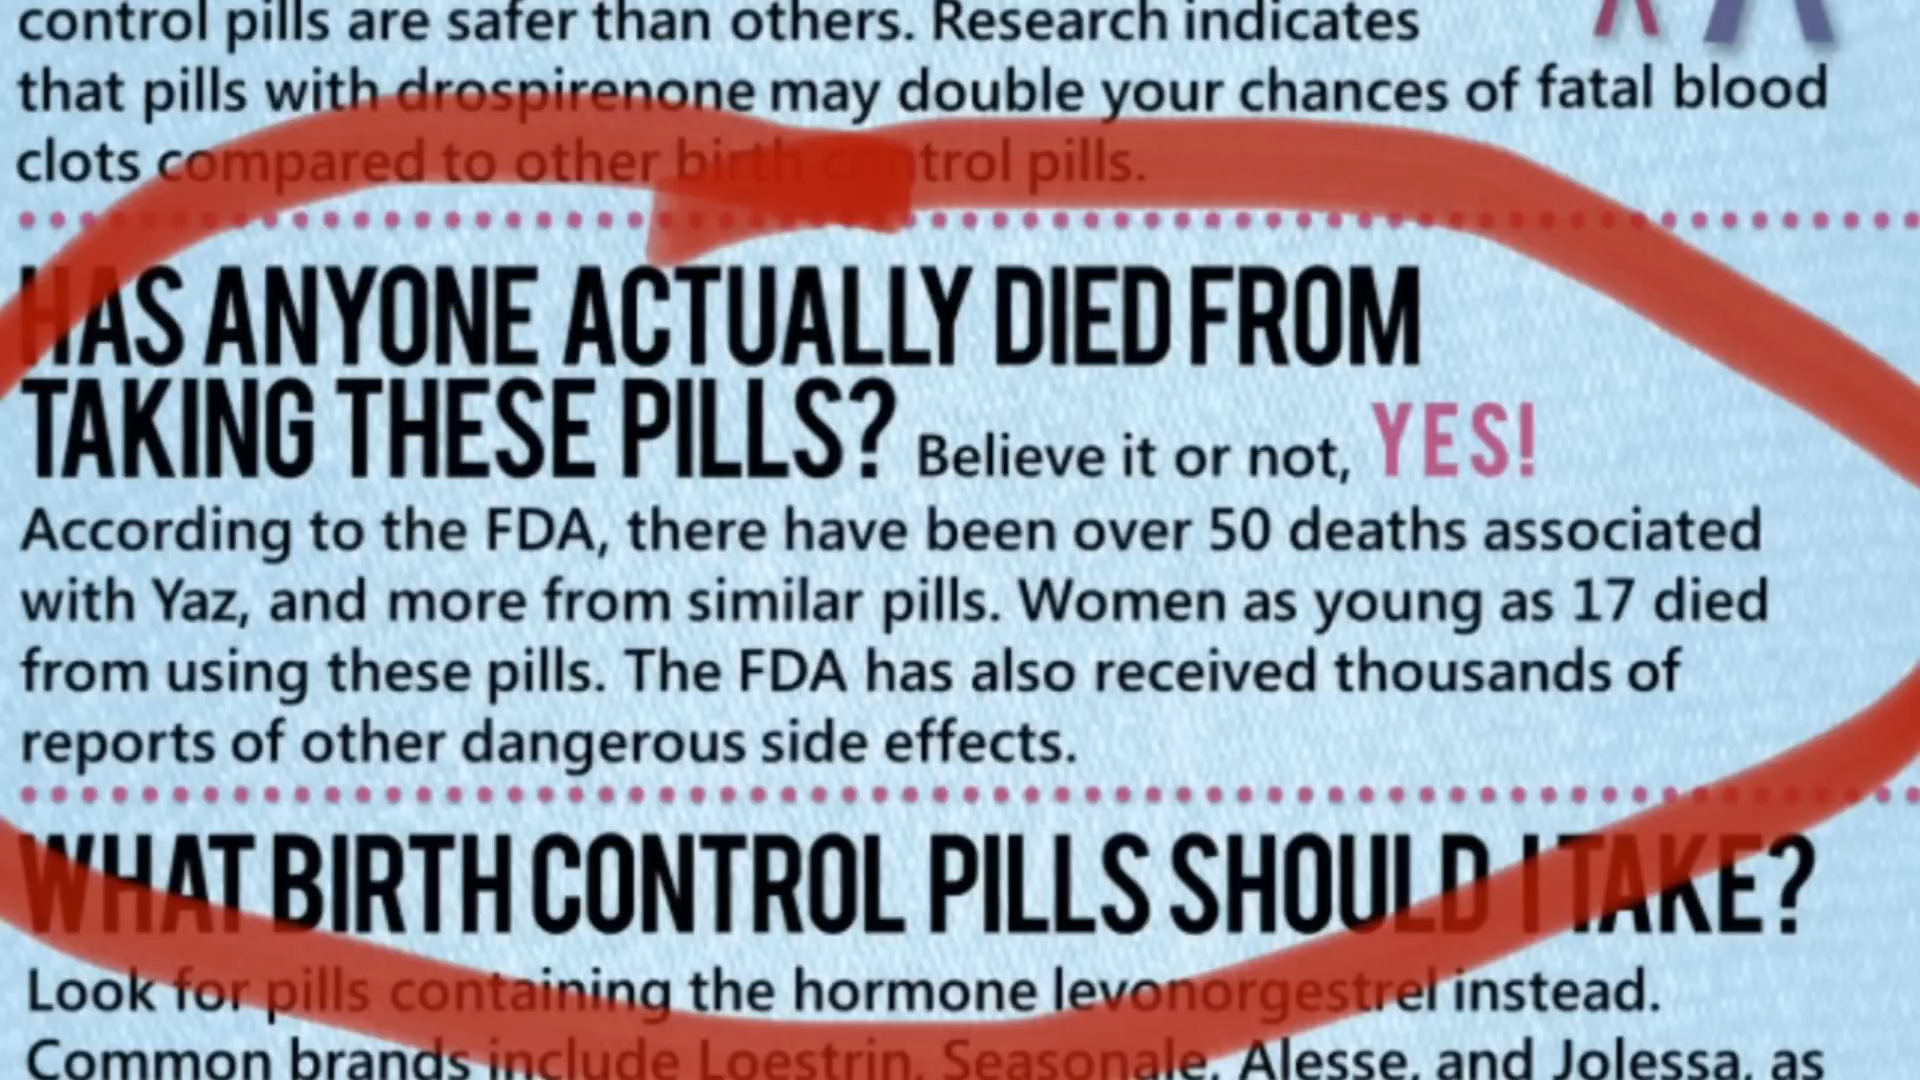 control pills are safer than others. Research indicates
that pills with drospirenone may double your chances of fatal blood
clots compared to other birth control pills.
HAS ANYONE ACTUALLY DIED FROM
TAKING THESE PILLS? Believe it or not, YES!
According to the FDA, there have been over 50 deaths associated
with Yaz, and more from similar pills. Women as young as 17 died
from using these pills. The FDA has also received thousands of
reports of other dangerous side effects.
WHAT BIRTH CONTROL PILLS SHOULD I TAKE?
Look for pills containing the hormone levonorgestrel instead.
Common brands include Loestrin, Seasonale, Alesse, and Jolessa, as